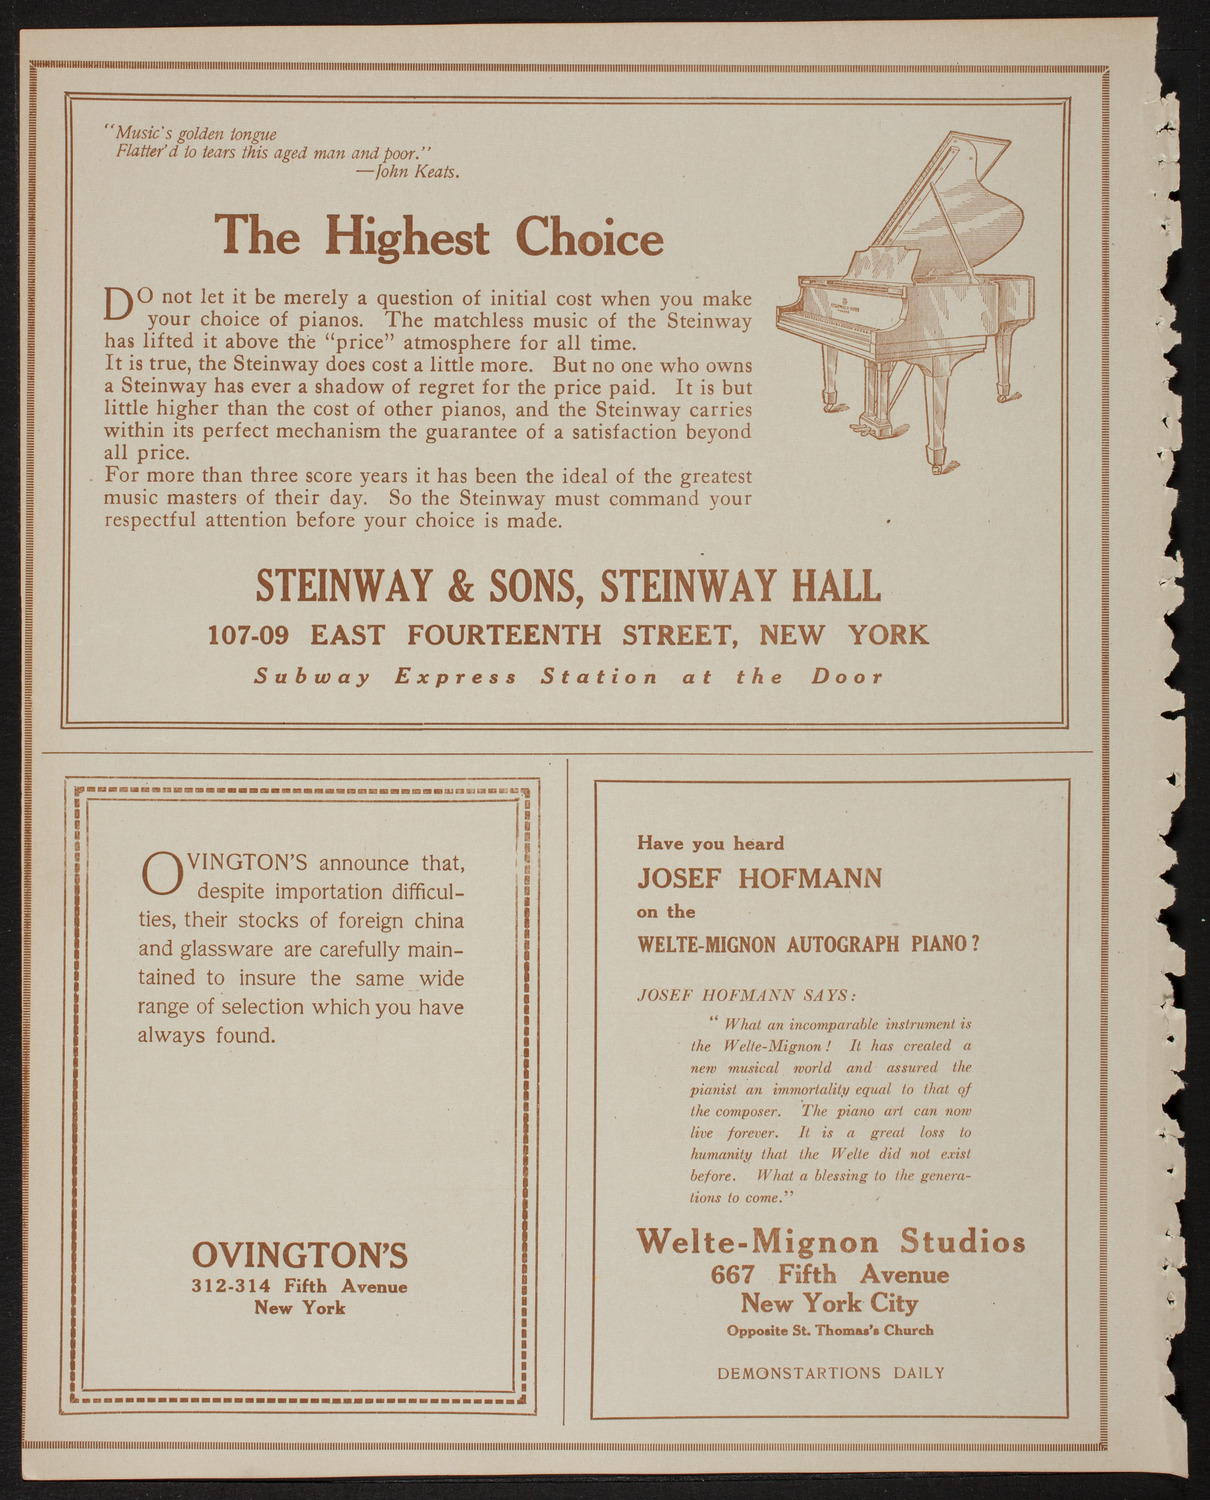 “Music's golden tongue
Flatter'd to tears this aged man and poor.”
—John Keats.
The Highest Choice
DO not let it be merely a question of initial cost when you make
your choice of pianos. The matchless music of the Steinway
has lifted it above the “price” atmosphere for all time.
It is true, the Steinway does cost a little more. But no one who owns
a Steinway has ever a shadow of regret for the price paid. It is but
little higher than the cost of other pianos, and the Steinway carries
within its perfect mechanism the guarantee of a satisfaction beyond
all price.
For more than three score years it has been the ideal of the greatest
music masters of their day. So the Steinway must command your
respectful attention before your choice is made.
STEINWAY & SONS, STEINWAY HALL
107-09 EAST FOURTEENTH STREET, NEW YORK
Subway Express Station at the Door
OVINGTON'S announce that,
despite importation difficul-
ties, their stocks of foreign china
and glassware are carefully main-
tained to insure the same wide
range of selection which you have
always found.
OVINGTON'S
312-314 Fifth Avenue
New York
Have you heard
JOSEF HOFMANN
on the
WELTE-MIGNON AUTOGRAPH PIANO?
JOSEF HOFMANN SAYS:
“What an incomparable instrument is
the Welte-Mignon! It has created a
new musical world and assured the
pianist an immortality equal to that of
the composer. The piano art can now
live forever. It is a great loss to
humanity that the Welte did not exist
before. What a blessing to the genera-
tions to come.”
Welte-Mignon Studios
667 Fifth Avenue
New York City
Opposite St. Thomas's Church
DEMONSTARTIONS DAILY